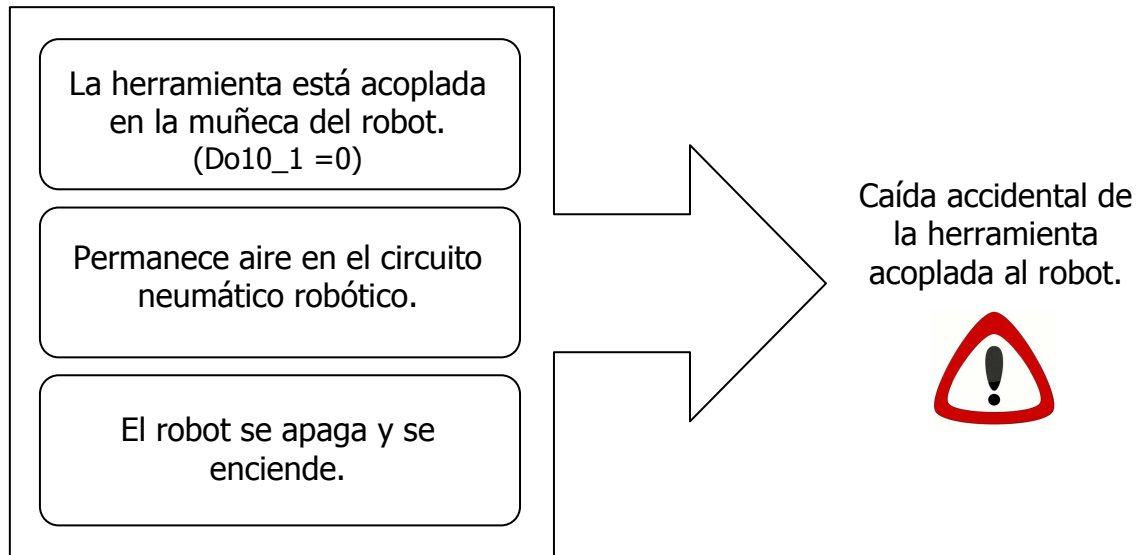 La herramienta está acoplada
en la muñeca del robot.
(Do10_1 =0)
Permanece aire en el circuito
neumático robótico.
El robot se apaga y se
enciende.
Caída accidental de
la herramienta
acoplada al robot.